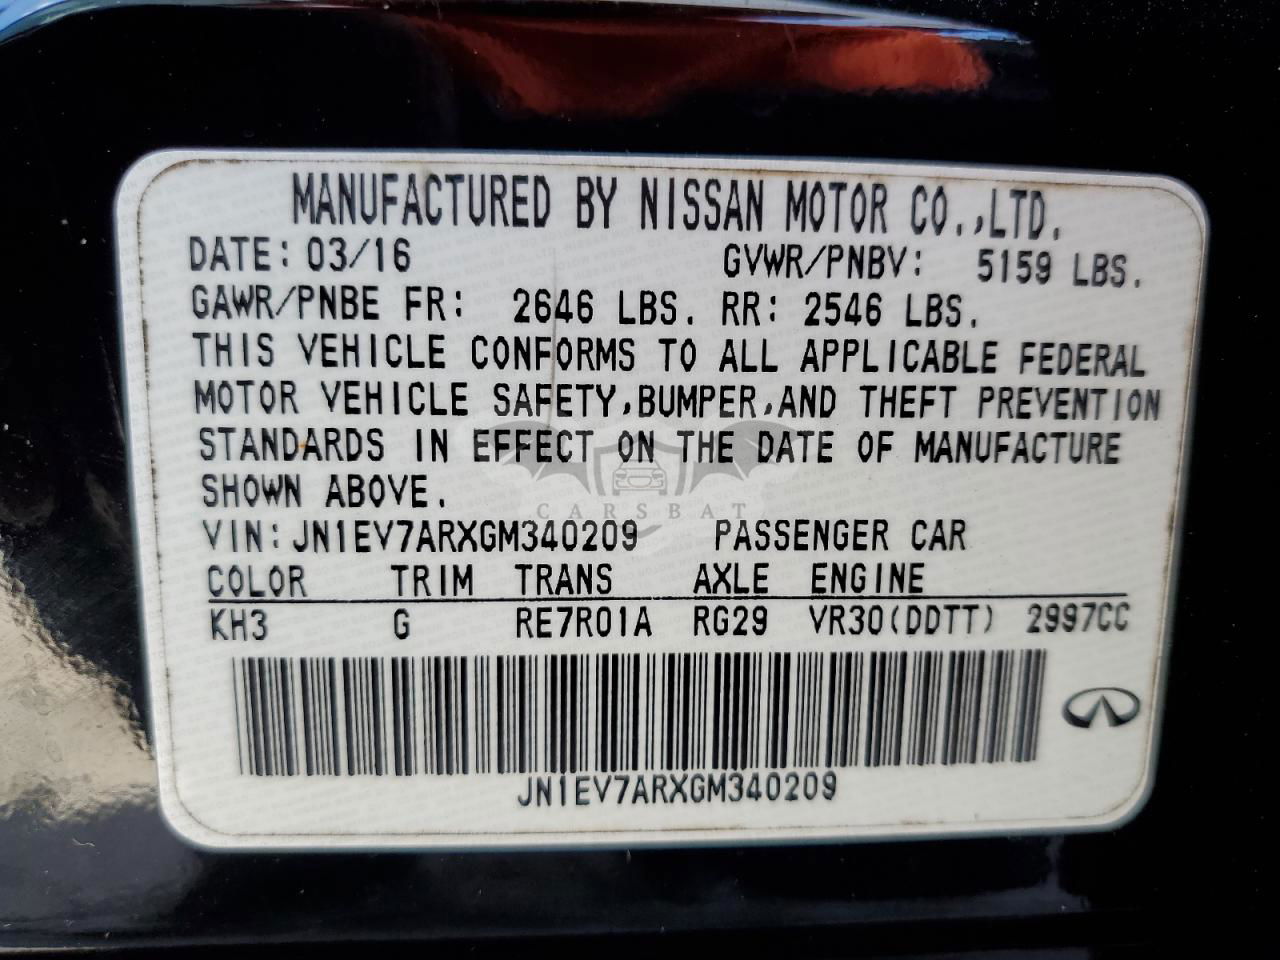 MANUFACTURED BY NISSAN MOTOR CO.,LTD.
DATE: 03/16 GVWR/PNBV: 5159 LBS.
GAWR/PNBE FR: 2646 LBS. RR: 2546 LBS.
THIS VEHICLE CONFORMS TO ALL APPLICABLE FEDERAL
MOTOR VEHICLE SAFETY,BUMPER,AND THEFT PREVENTION
STANDARDS IN EFFECT ON THE DATE OF MANUFACTURE
SHOWN ABOVE.
CARSBAT
VIN:JN1EV7ARXGM340209 PASSENGER CAR
COLOR TRIM TRANS AXLE ENGINE
KH3 G RE7R01A RG29 VR30(DDTT) 2997CC
JN1EV7ARXGM340209